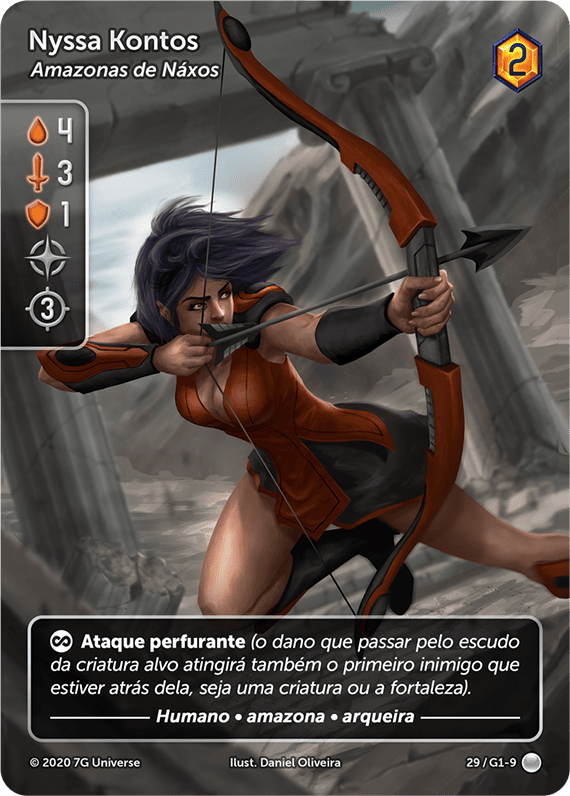 Nyssa Kontos
2
Amazonas de Náxos
4
3
1
3
Ataque perfurante (o dano que passar pelo escudo
da criatura alvo atingirá também o primeiro inimigo que
estiver atrás dela, seja uma criatura ou a fortaleza).
Humano • amazona • arqueira
© 2020 7G Universe Ilust. Daniel Oliveira 29 / G1-9